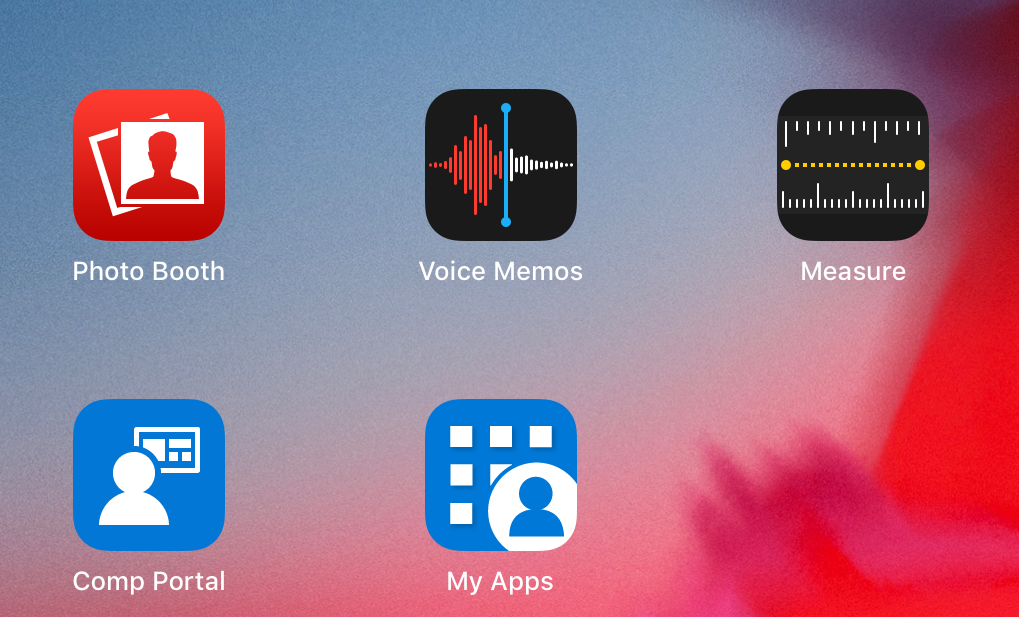 Photo Booth
Voice Memos
Measure
Comp Portal
My Apps